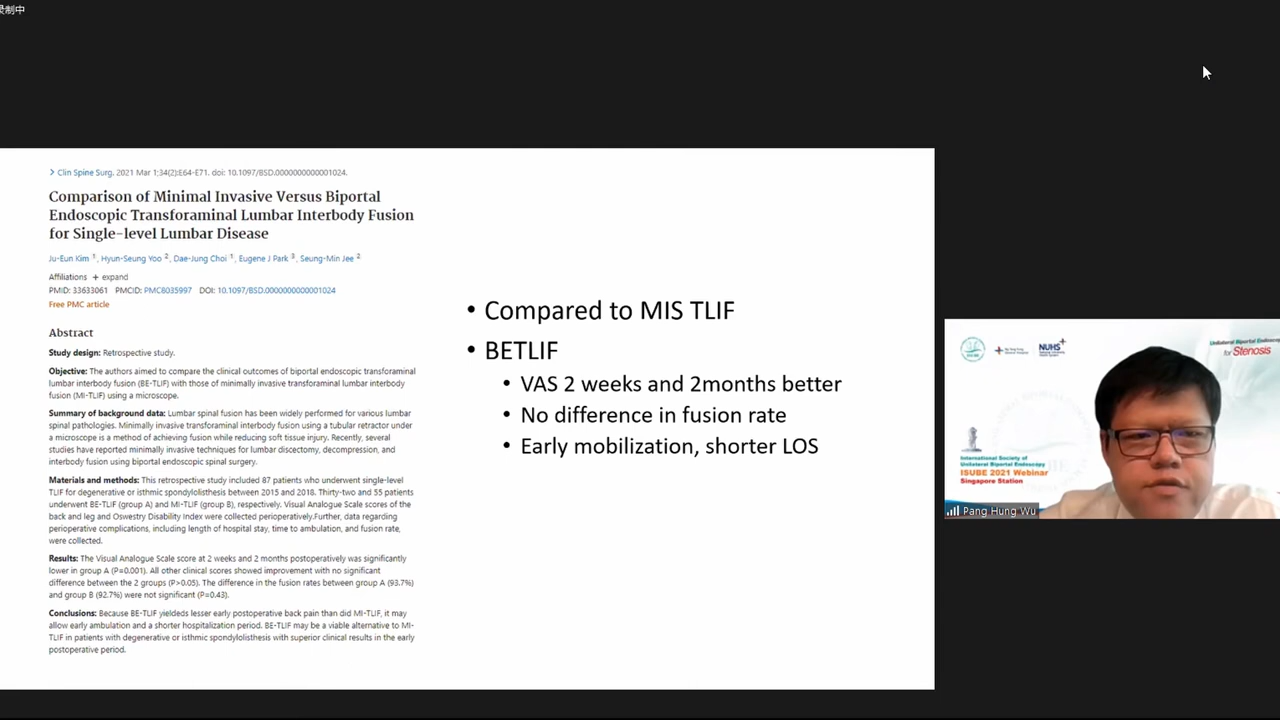 录制中
> Clin Spine Surg. 2021 Mar 1;34(2):E64-E71. doi: 10.1097/BSD.0000000000001024.
Comparison of Minimal Invasive Versus Biportal
Endoscopic Transforaminal Lumbar Interbody Fusion
for Single-level Lumbar Disease
Ju-Eun Kim 1, Hyun-Seung Yoo 2, Dae-Jung Choi 1, Eugene J Park 3, Seung-Min Jee 2
Affiliations + expand
PMID: 33633061 PMCID: PMC8035997 DOI: 10.1097/BSD.0000000000001024
Free PMC article
Abstract
Study design: Retrospective study.
Objective: The authors aimed to compare the clinical outcomes of biportal endoscopic transforaminal
lumbar interbody fusion (BE-TLIF) with those of minimally invasive transforaminal lumbar interbody
fusion (MI-TLIF) using a microscope.
Summary of background data: Lumbar spinal fusion has been widely performed for various lumbar
spinal pathologies. Minimally invasive transforaminal interbody fusion using a tubular retractor under
a microscope is a method of achieving fusion while reducing soft tissue injury. Recently, several
studies have reported minimally invasive techniques for lumbar discectomy, decompression, and
interbody fusion using biportal endoscopic spinal surgery.
Materials and methods: This retrospective study included 87 patients who underwent single-level
TLIF for degenerative or isthmic spondylolisthesis between 2015 and 2018. Thirty-two and 55 patients
underwent BE-TLIF (group A) and MI-TLIF (group B), respectively. Visual Analogue Scale scores of the
back and leg and Oswestry Disability Index were collected perioperatively.Further, data regarding
perioperative complications, including length of hospital stay, time to ambulation, and fusion rate,
were collected.
Results: The Visual Analogue Scale score at 2 weeks and 2 months postoperatively was significantly
lower in group A (P=0.001). All other clinical scores showed improvement with no significant
difference between the 2 groups (P>0.05). The difference in the fusion rates between group A (93.7%)
and group B (92.7%) were not significant (P=0.43).
Conclusions: Because BE-TLIF yieldeds lesser early postoperative back pain than did MI-TLIF, it may
allow early ambulation and a shorter hospitalization period. BE-TLIF may be a viable alternative to MI-
TLIF in patients with degenerative or isthmic spondylolisthesis with superior clinical results in the early
postoperative period.
• Compared to MIS TLIF
• BETLIF
• VAS 2 weeks and 2months better
• No difference in fusion rate
• Early mobilization, shorter LOS
NUHS
Unilateral Biportal Endosc
for Stenosis
International Society of
Unilateral Biportal Endoscopy
ISUBE 2021 Webinar
Singapore Station
Pang Hung Wu